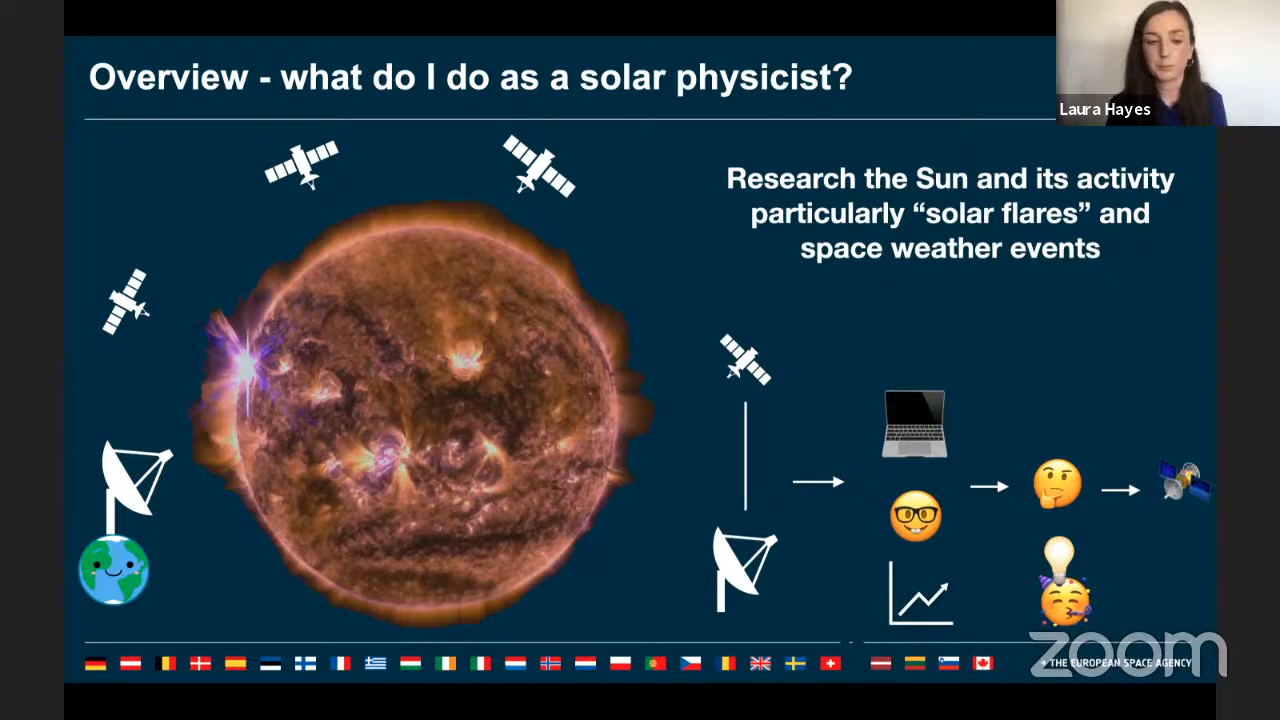 Overview - what do I do as a solar physicist?
Laura Hayes
Research the Sun and its activity
particularly “solar flares” and
space weather events
→ THE EUROPEAN SPACE AGENCY
zoom